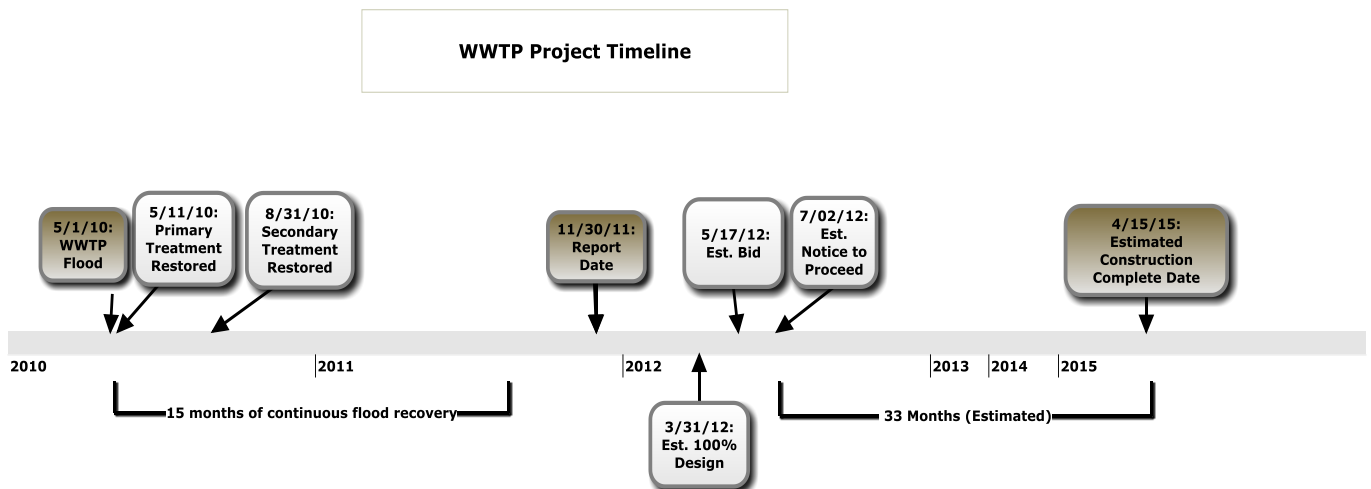 WWTP Project Timeline
5/1/10:
WWTP
Flood
5/11/10:
Primary
Treatment
Restored
8/31/10:
Secondary
Treatment
Restored
11/30/11:
Report
Date
5/17/12:
Est. Bid
7/02/12:
Est.
Notice to
Proceed
4/15/15:
Estimated
Construction
Complete Date
2010
2011
2012
2013
2014
2015
15 months of continuous flood recovery
33 Months (Estimated)
3/31/12:
Est. 100%
Design